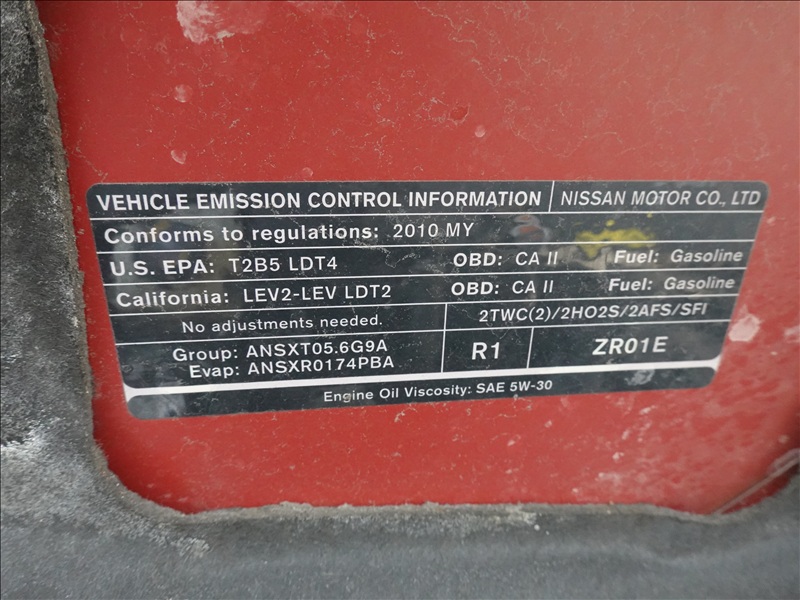 VEHICLE EMISSION CONTROL INFORMATION NISSAN MOTOR CO., LTD
Conforms to regulations: 2010 MY
U.S. EPA: T2B5 LDT4 OBD: CA II Fuel: Gasoline
California: LEV2-LEV LDT2 OBD: CA II Fuel: Gasoline
No adjustments needed. 2TWC(2)/2HO2S/2AFS/SFI
Group: ANSXT05.6G9A
Evap: ANSXR0174PBA
R1 ZR01E
Engine Oil Viscosity: SAE 5W-30